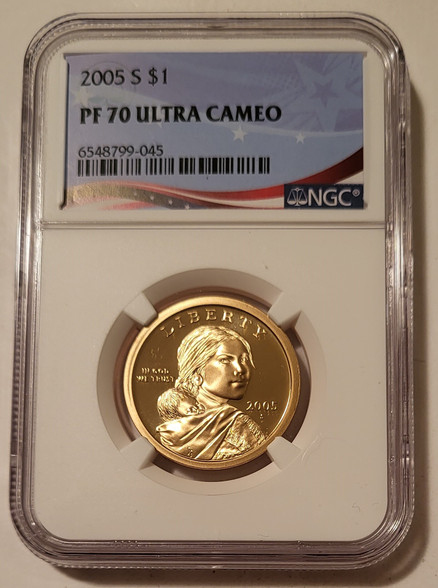 2005 S $1
PF 70 ULTRA CAMEO
6548799-045
NGC®
LIBERTY
IN GOD
WE TRUST
2005
S